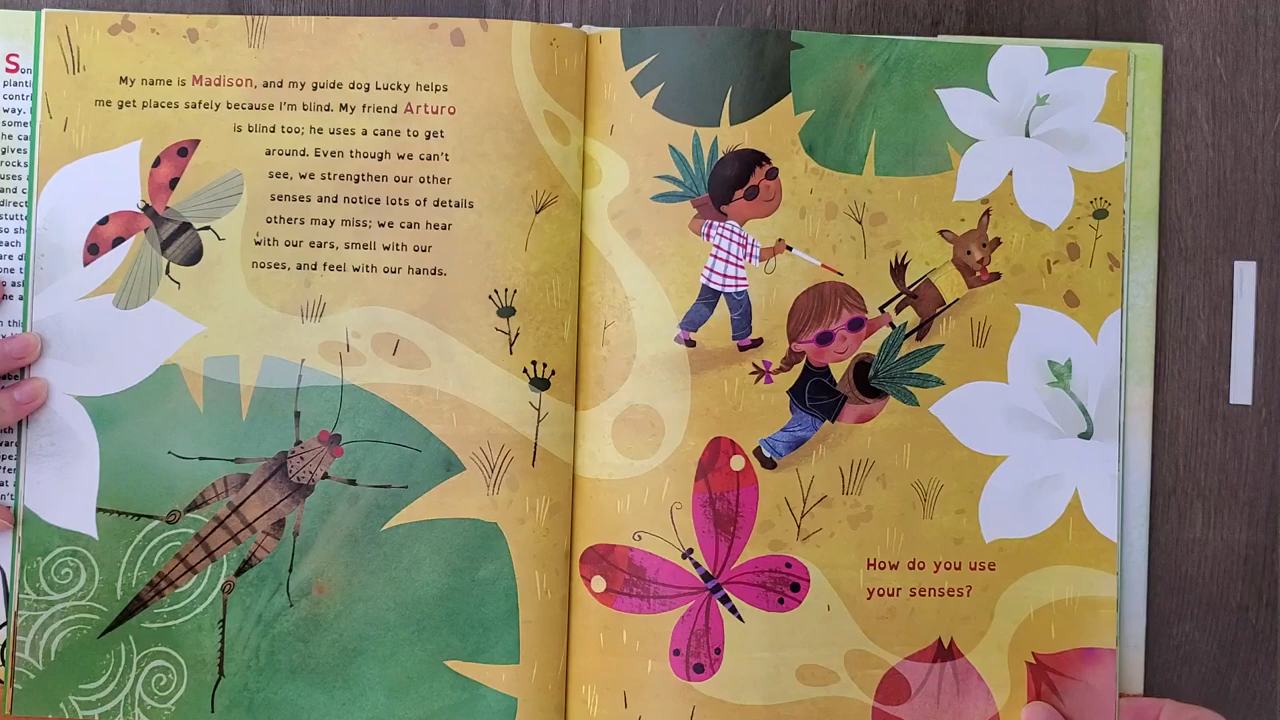 My name is Madison, and my guide dog Lucky helps
me get places safely because I'm blind. My friend Arturo
is blind too; he uses a cane to get
around. Even though we can't
see, we strengthen our other
senses and notice lots of details
others may miss; we can hear
with our ears, smell with our
noses, and feel with our hands.
How do you use
your senses?